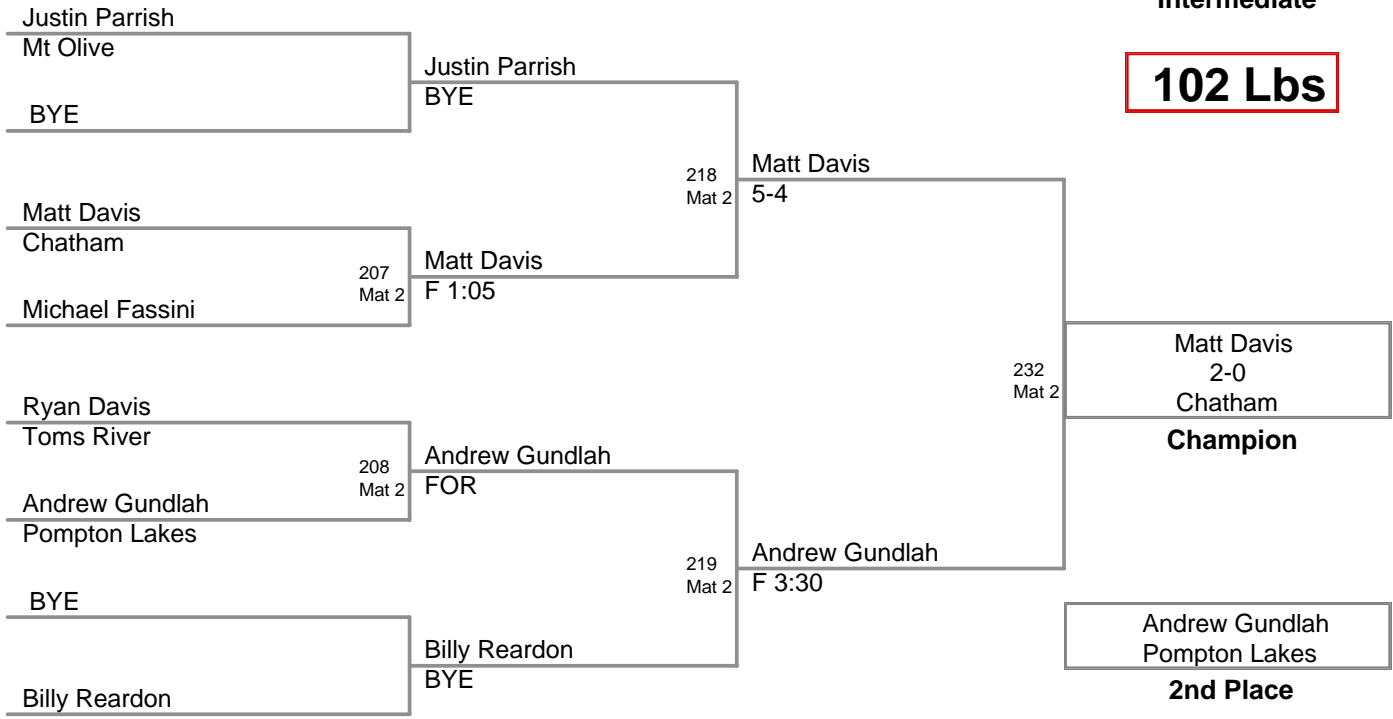 Intermediate
102 Lbs
Justin Parrish
Mt Olive
BYE
Matt Davis
Chatham
Michael Fassini
207
Mat 2
Ryan Davis
Toms River
Andrew Gundlah
Pompton Lakes
208
Mat 2
BYE
Billy Reardon
Justin Parrish
BYE
Matt Davis
F 1:05
218
Mat 2
Andrew Gundlah
FOR
Billy Reardon
BYE
219
Mat 2
Matt Davis
5-4
Andrew Gundlah
F 3:30
232
Mat 2
Matt Davis
2-0
Chatham
Champion
Andrew Gundlah
Pompton Lakes
2nd Place